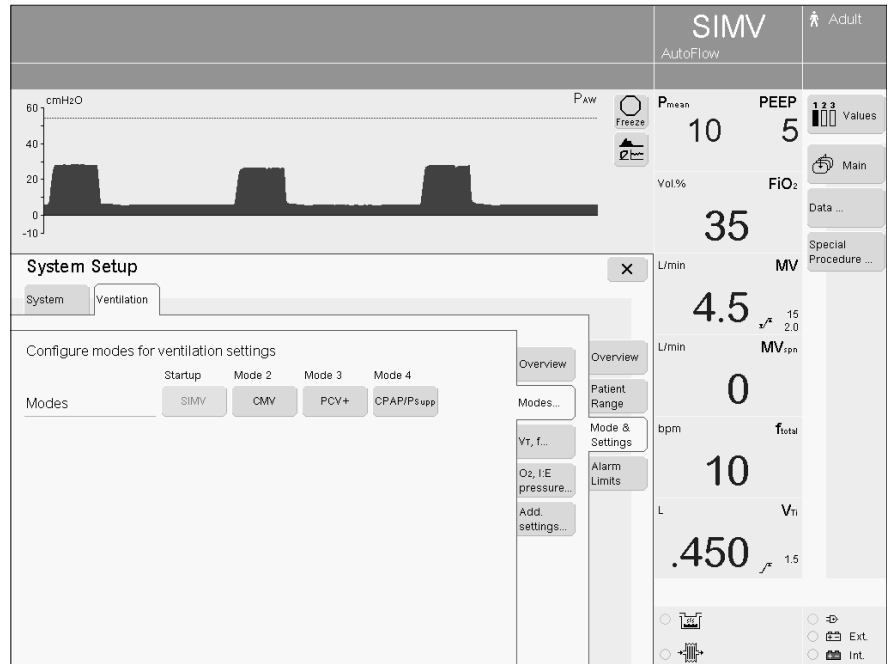 SIMV
AutoFlow
Adult
60
cmH2O
PAW
40
20
0
-10
Freeze
Pmean PEEP
10 5
Vol.% FiO2
35
L/min MV
4.5 15
2.0
L/min MVspn
0
bpm ftotal
10
L VTi
.450 1.5
1 2 3
Values
Main
Data ...
Special
Procedure ...
System Setup
System
Ventilation
Configure modes for ventilation settings
Startup Mode 2 Mode 3 Mode 4
Modes SIMV CMV PCV+ CPAP/Psupp
Overview
Modes...
VT, f...
O2, I:E
pressure...
Add.
settings...
Overview
Patient
Range
Mode &
Settings
Alarm
Limits
Ext.
Int.